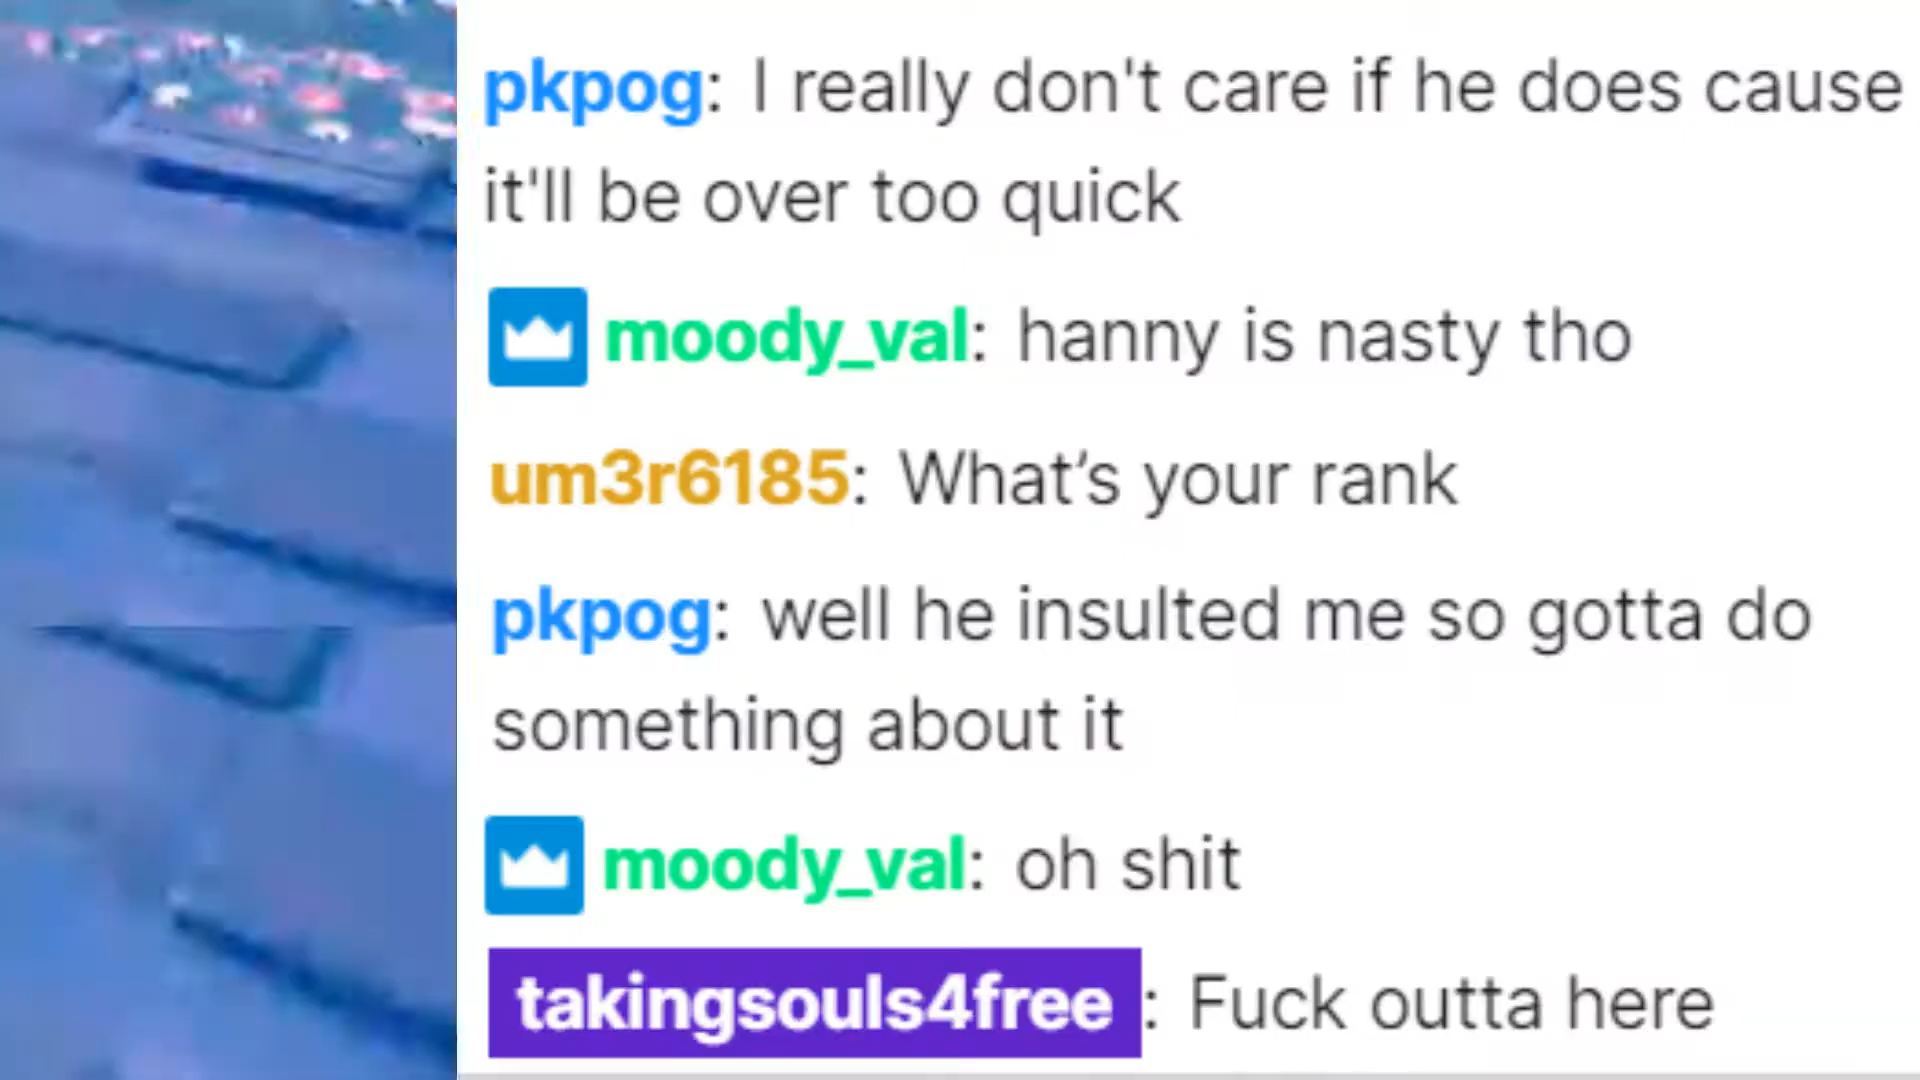 pkpog: I really don't care if he does cause
it'll be over too quick
moody_val: hanny is nasty tho
um3r6185: What’s your rank
pkpog: well he insulted me so gotta do
something about it
moody_val: oh shit
takingsouls4free: Fuck outta here